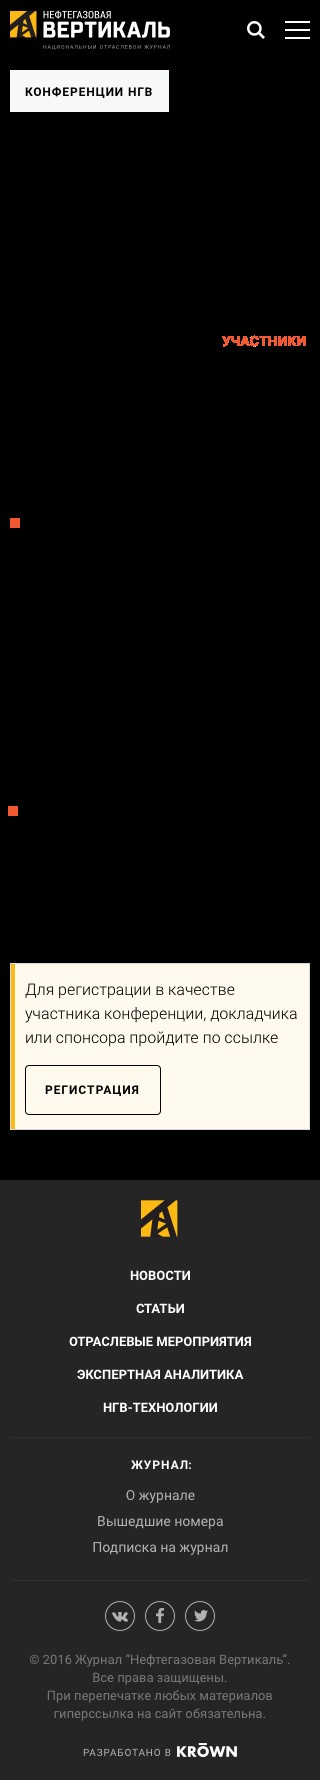 НЕФТЕГАЗОВАЯ
ВЕРТИКАЛЬ
НАЦИОНАЛЬНЫЙ ОТРАСЛЕВОЙ ЖУРНАЛ
КОНФЕРЕНЦИИ НГВ
УЧАСТНИКИ
Для регистрации в качестве
участника конференции, докладчика
или спонсора пройдите по ссылке
РЕГИСТРАЦИЯ
НОВОСТИ
СТАТЬИ
ОТРАСЛЕВЫЕ МЕРОПРИЯТИЯ
ЭКСПЕРТНАЯ АНАЛИТИКА
НГВ-ТЕХНОЛОГИИ
ЖУРНАЛ:
О журнале
Вышедшие номера
Подписка на журнал
© 2016 Журнал “Нефтегазовая Вертикаль”.
Все права защищены.
При перепечатке любых материалов
гиперссылка на сайт обязательна.
РАЗРАБОТАНО В KRŌWN